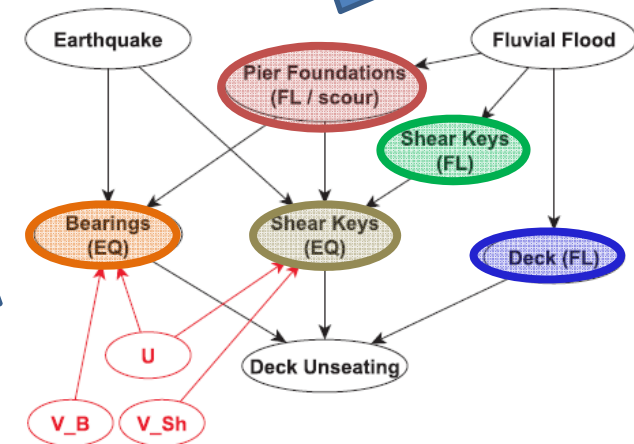 Earthquake
Fluvial Flood
Pier Foundations
(FL / scour)
Shear Keys
(FL)
Bearings
(EQ)
Shear Keys
(EQ)
Deck (FL)
U
Deck Unseating
V_B
V_Sh